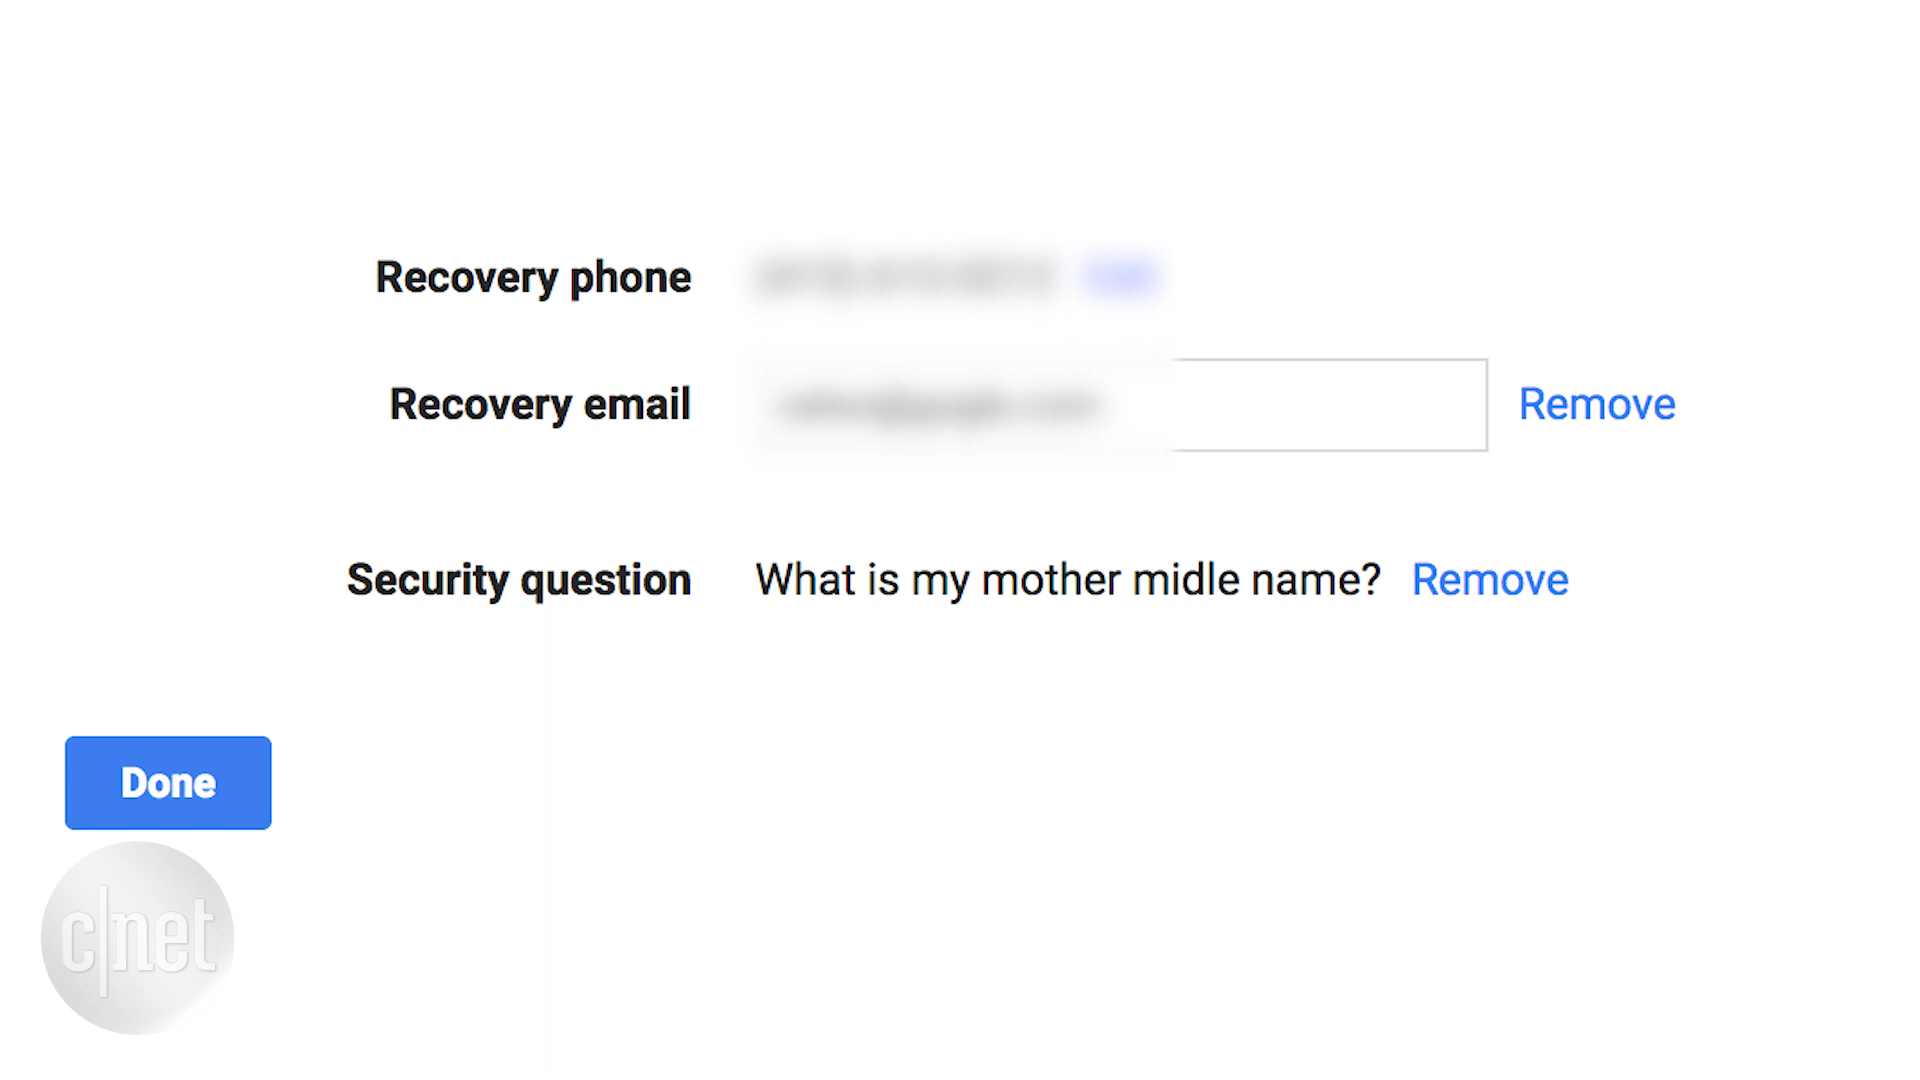 Recovery phone
Recovery email Remove
Security question What is my mother midle name? Remove
Done
c|net